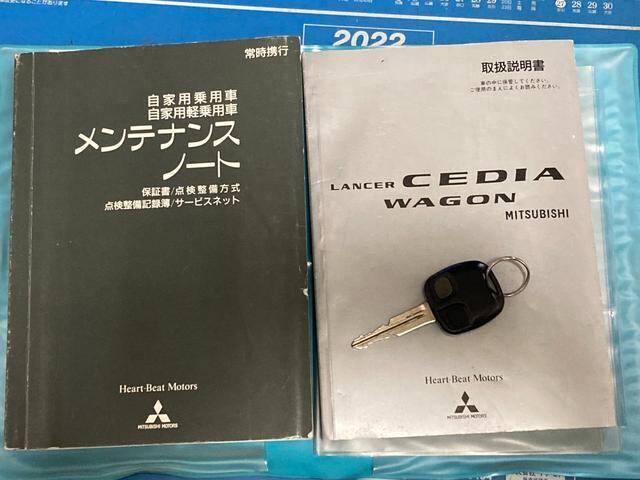 2022
28 29 30
常時携行
自家用乗用車
自家用軽乗用車
メンテナンス
ノート
保証書/点検整備方式
点検整備記録簿/サービスネット
Heart-Beat Motors
MITSUBISHI MOTORS
取扱説明書
車の中に保管してください。
ご使用のまえによくお読みください。
LANCER CEDIA
WAGON
MITSUBISHI
Heart-Beat Motors
MITSUBISHI MOTORS